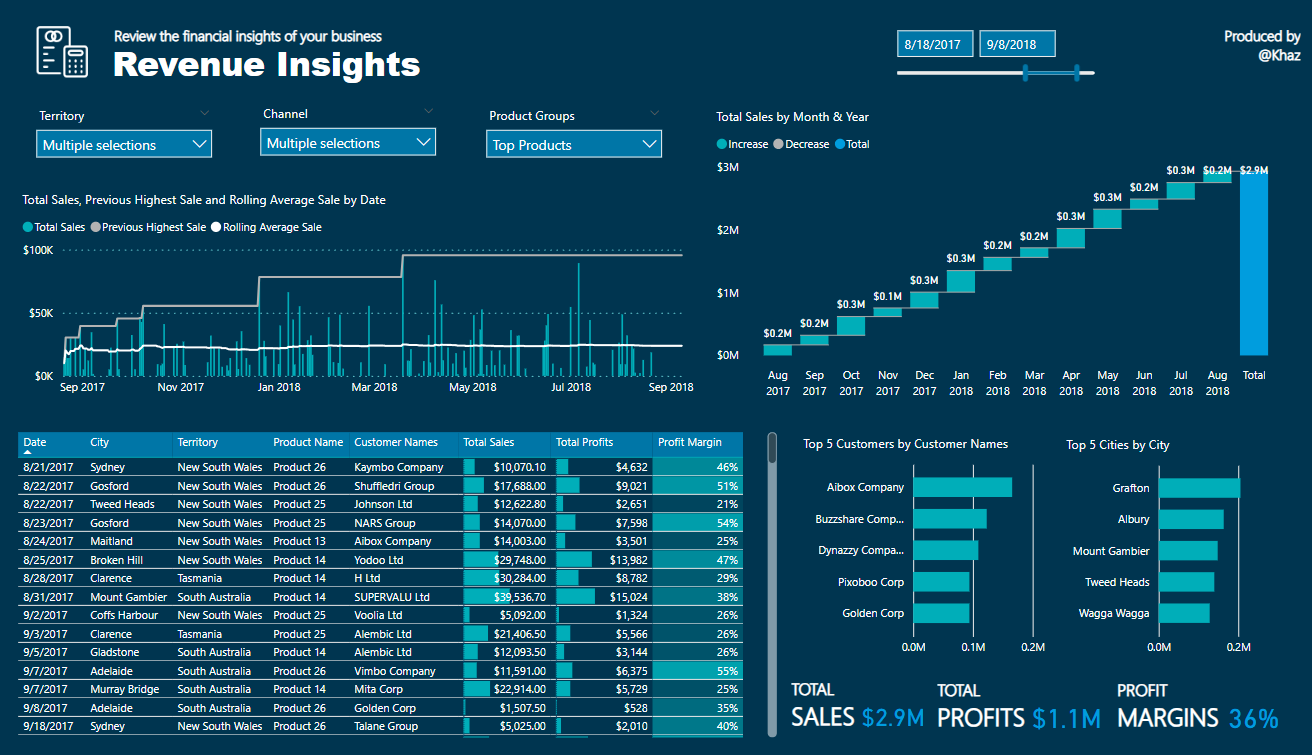 Review the financial insights of your business
Revenue Insights
8/18/2017 9/8/2018
Produced by
@Khaz
Territory
Multiple selections
Channel
Multiple selections
Product Groups
Top Products
Total Sales, Previous Highest Sale and Rolling Average Sale by Date
Total Sales Previous Highest Sale Rolling Average Sale
$100K
$50K
$0K
Sep 2017 Nov 2017 Jan 2018 Mar 2018 May 2018 Jul 2018 Sep 2018
Total Sales by Month & Year
Increase Decrease Total
$3M
$2M
$1M
$0M
$0.2M $0.2M $0.3M $0.1M $0.3M $0.3M $0.2M $0.2M $0.3M $0.3M $0.2M $0.3M $0.2M $2.9M
Aug Sep Oct Nov Dec Jan Feb Mar Apr May Jun Jul Aug Total
2017 2017 2017 2017 2017 2018 2018 2018 2018 2018 2018 2018 2018
Date City Territory Product Name Customer Names Total Sales Total Profits Profit Margin
8/21/2017 Sydney New South Wales Product 26 Kaymbo Company $10,070.10 $4,632 46%
8/22/2017 Gosford New South Wales Product 26 Shuffledri Group $17,688.00 $9,021 51%
8/22/2017 Tweed Heads New South Wales Product 25 Johnson Ltd $12,622.80 $2,651 21%
8/23/2017 Gosford New South Wales Product 25 NARS Group $14,070.00 $7,598 54%
8/24/2017 Maitland New South Wales Product 13 Aibox Company $14,003.00 $3,501 25%
8/25/2017 Broken Hill New South Wales Product 14 Yodoo Ltd $29,748.00 $13,982 47%
8/28/2017 Clarence Tasmania Product 14 H Ltd $30,284.00 $8,782 29%
8/31/2017 Mount Gambier South Australia Product 14 SUPERVALU Ltd $39,536.70 $15,024 38%
9/2/2017 Coffs Harbour New South Wales Product 25 Voolia Ltd $5,092.00 $1,324 26%
9/3/2017 Clarence Tasmania Product 25 Alembic Ltd $21,406.50 $5,566 26%
9/5/2017 Gladstone South Australia Product 14 Alembic Ltd $12,093.50 $3,144 26%
9/7/2017 Adelaide South Australia Product 26 Vimbo Company $11,591.00 $6,375 55%
9/7/2017 Murray Bridge South Australia Product 14 Mita Corp $22,914.00 $5,729 25%
9/8/2017 Adelaide South Australia Product 26 Golden Corp $1,507.50 $528 35%
9/18/2017 Sydney New South Wales Product 26 Talane Group $5,025.00 $2,010 40%
Top 5 Customers by Customer Names
Aibox Company
Buzzshare Comp...
Dynazzy Compa...
Pixoboo Corp
Golden Corp
0.0M 0.1M 0.2M
Top 5 Cities by City
Grafton
Albury
Mount Gambier
Tweed Heads
Wagga Wagga
0.0M 0.2M
TOTAL
SALES $2.9M
TOTAL
PROFITS $1.1M
PROFIT
MARGINS 36%